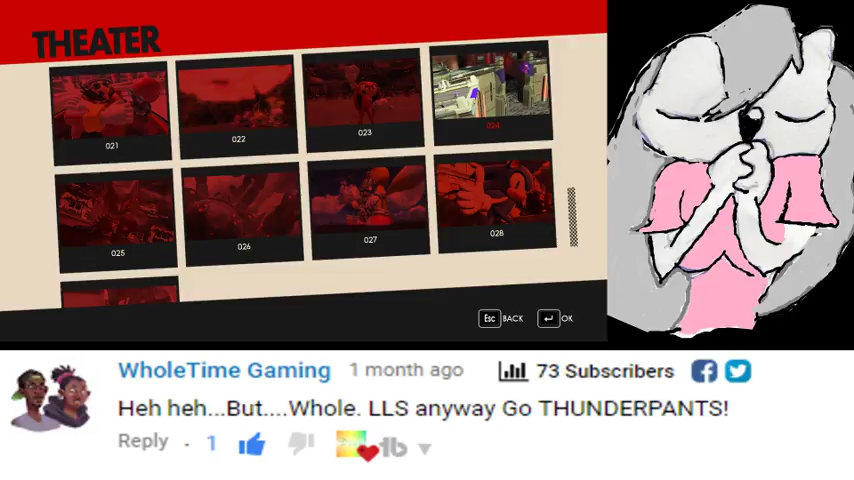 THEATER
021
022
023
024
025
026
027
028
Esc BACK OK
WholeTime Gaming 1 month ago 73 Subscribers
Heh heh...But....Whole. LLS anyway Go THUNDERPANTS!
Reply . 1 tb